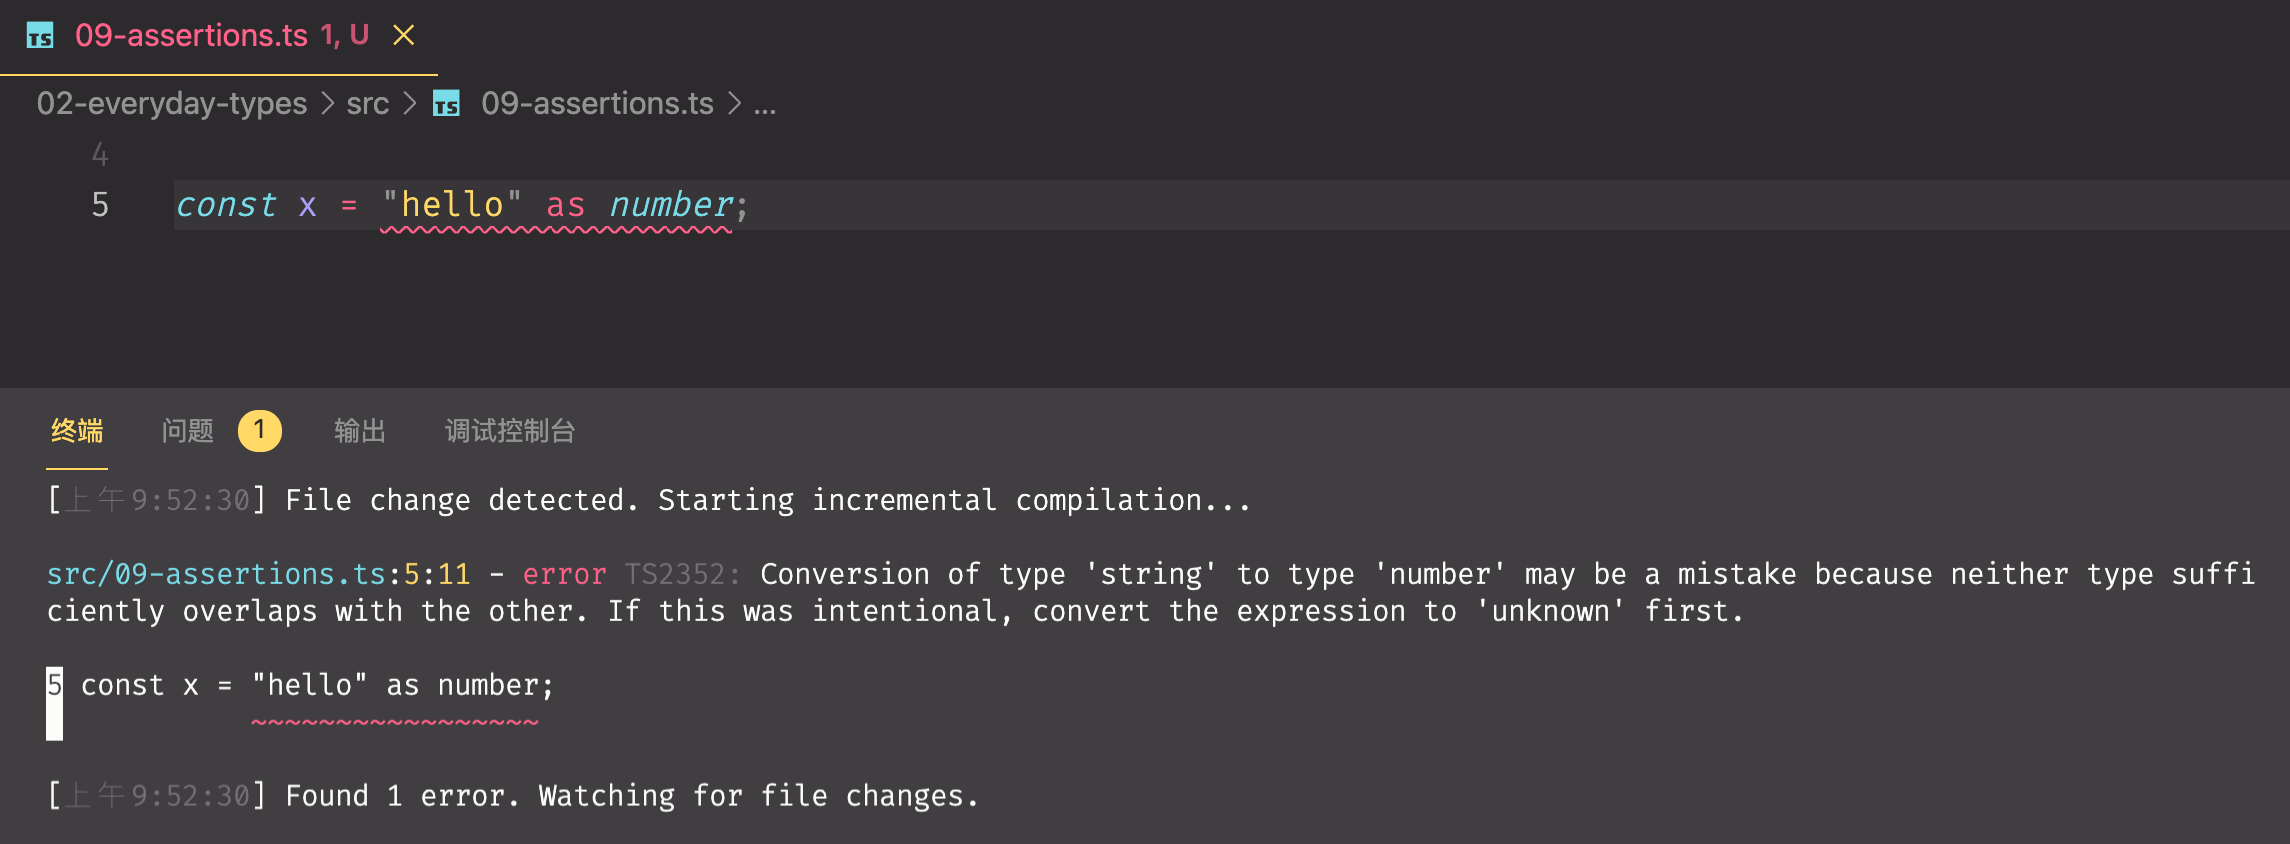 TS 09-assertions.ts 1, U
02-everyday-types > src > TS 09-assertions.ts > ...
4
5 const x = "hello" as number;
终端 问题 1 输出 调试控制台
[上午9:52:30] File change detected. Starting incremental compilation...
src/09-assertions.ts:5:11 - error TS2352: Conversion of type 'string' to type 'number' may be a mistake because neither type suffi
ciently overlaps with the other. If this was intentional, convert the expression to 'unknown' first.
5 const x = "hello" as number;
~~~~~~~~~~~~~~~~~
[上午9:52:30] Found 1 error. Watching for file changes.